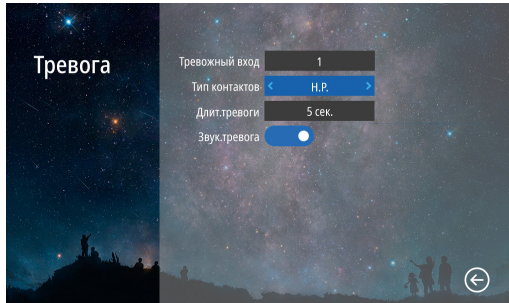 Тревога
Тревожный вход 1
Тип контактов Н.Р.
Длит.тревоги 5 сек.
Звук.тревога